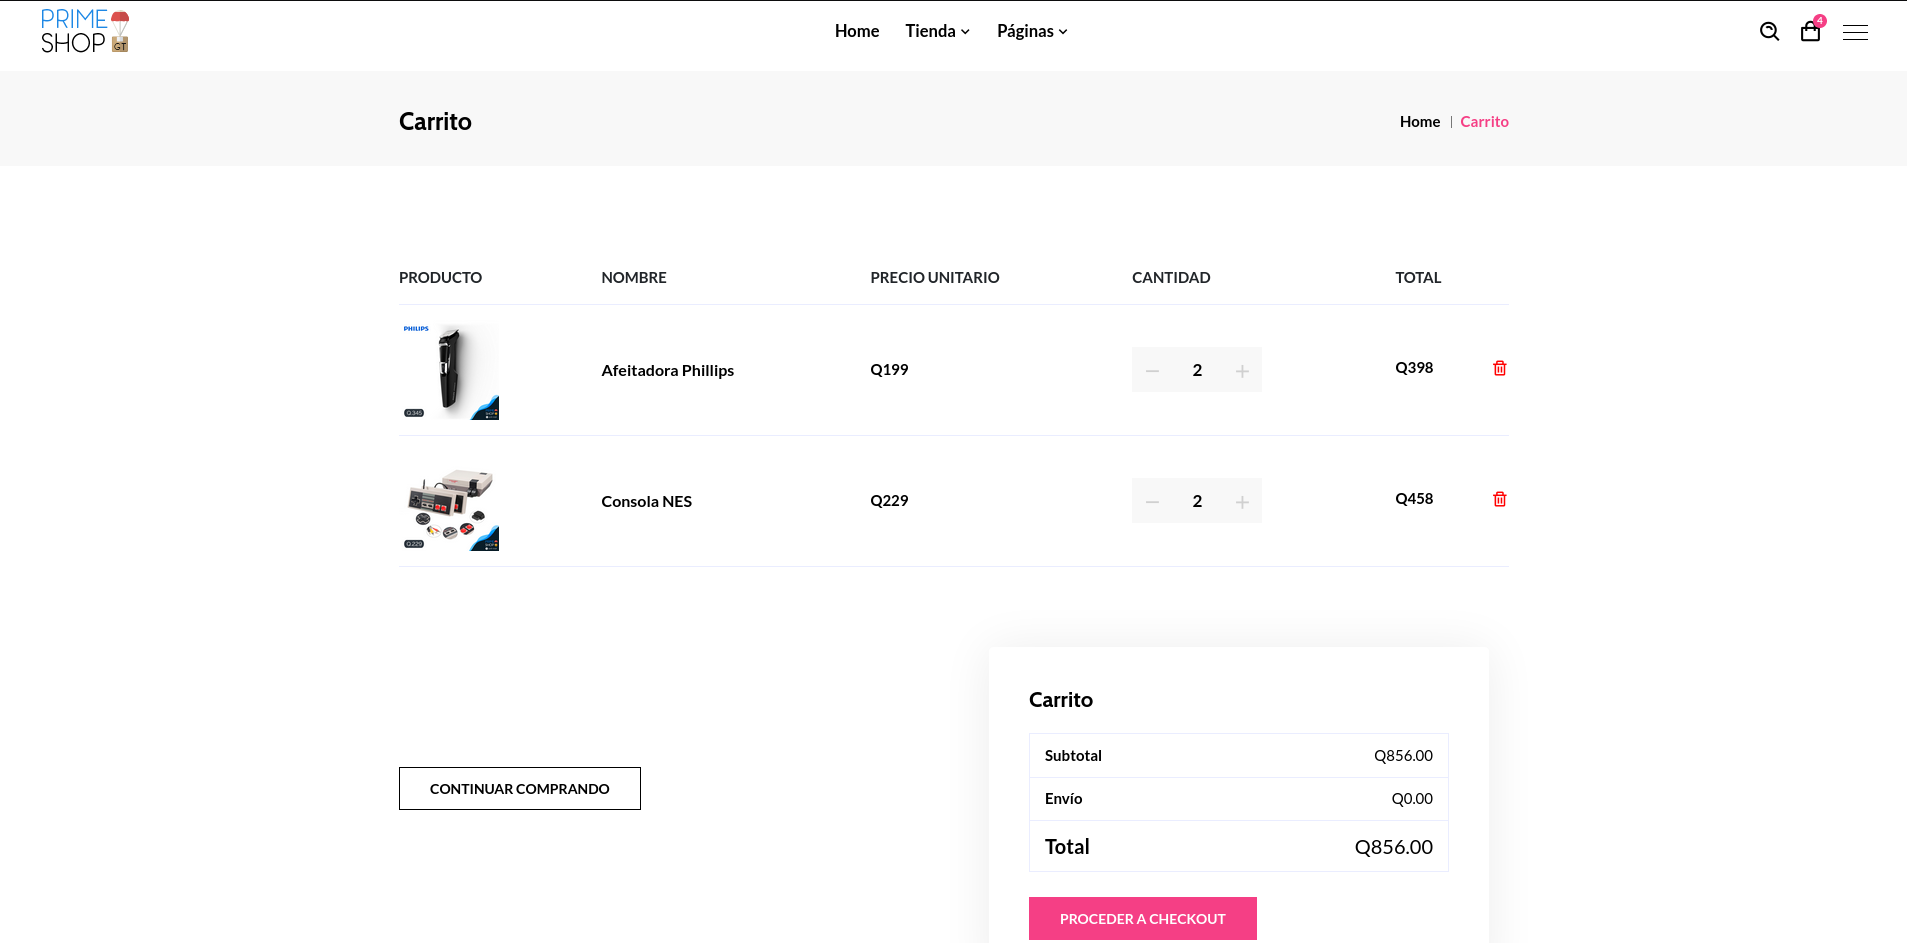 PRIME
SHOP GT
Home Tienda Páginas
4
Carrito
Home | Carrito
PRODUCTO NOMBRE PRECIO UNITARIO CANTIDAD TOTAL
PHILIPS
Q.345
Afeitadora Phillips Q199 2 Q398
Q.229
Consola NES Q229 2 Q458
Carrito
Subtotal Q856.00
Envío Q0.00
Total Q856.00
CONTINUAR COMPRANDO
PROCEDER A CHECKOUT